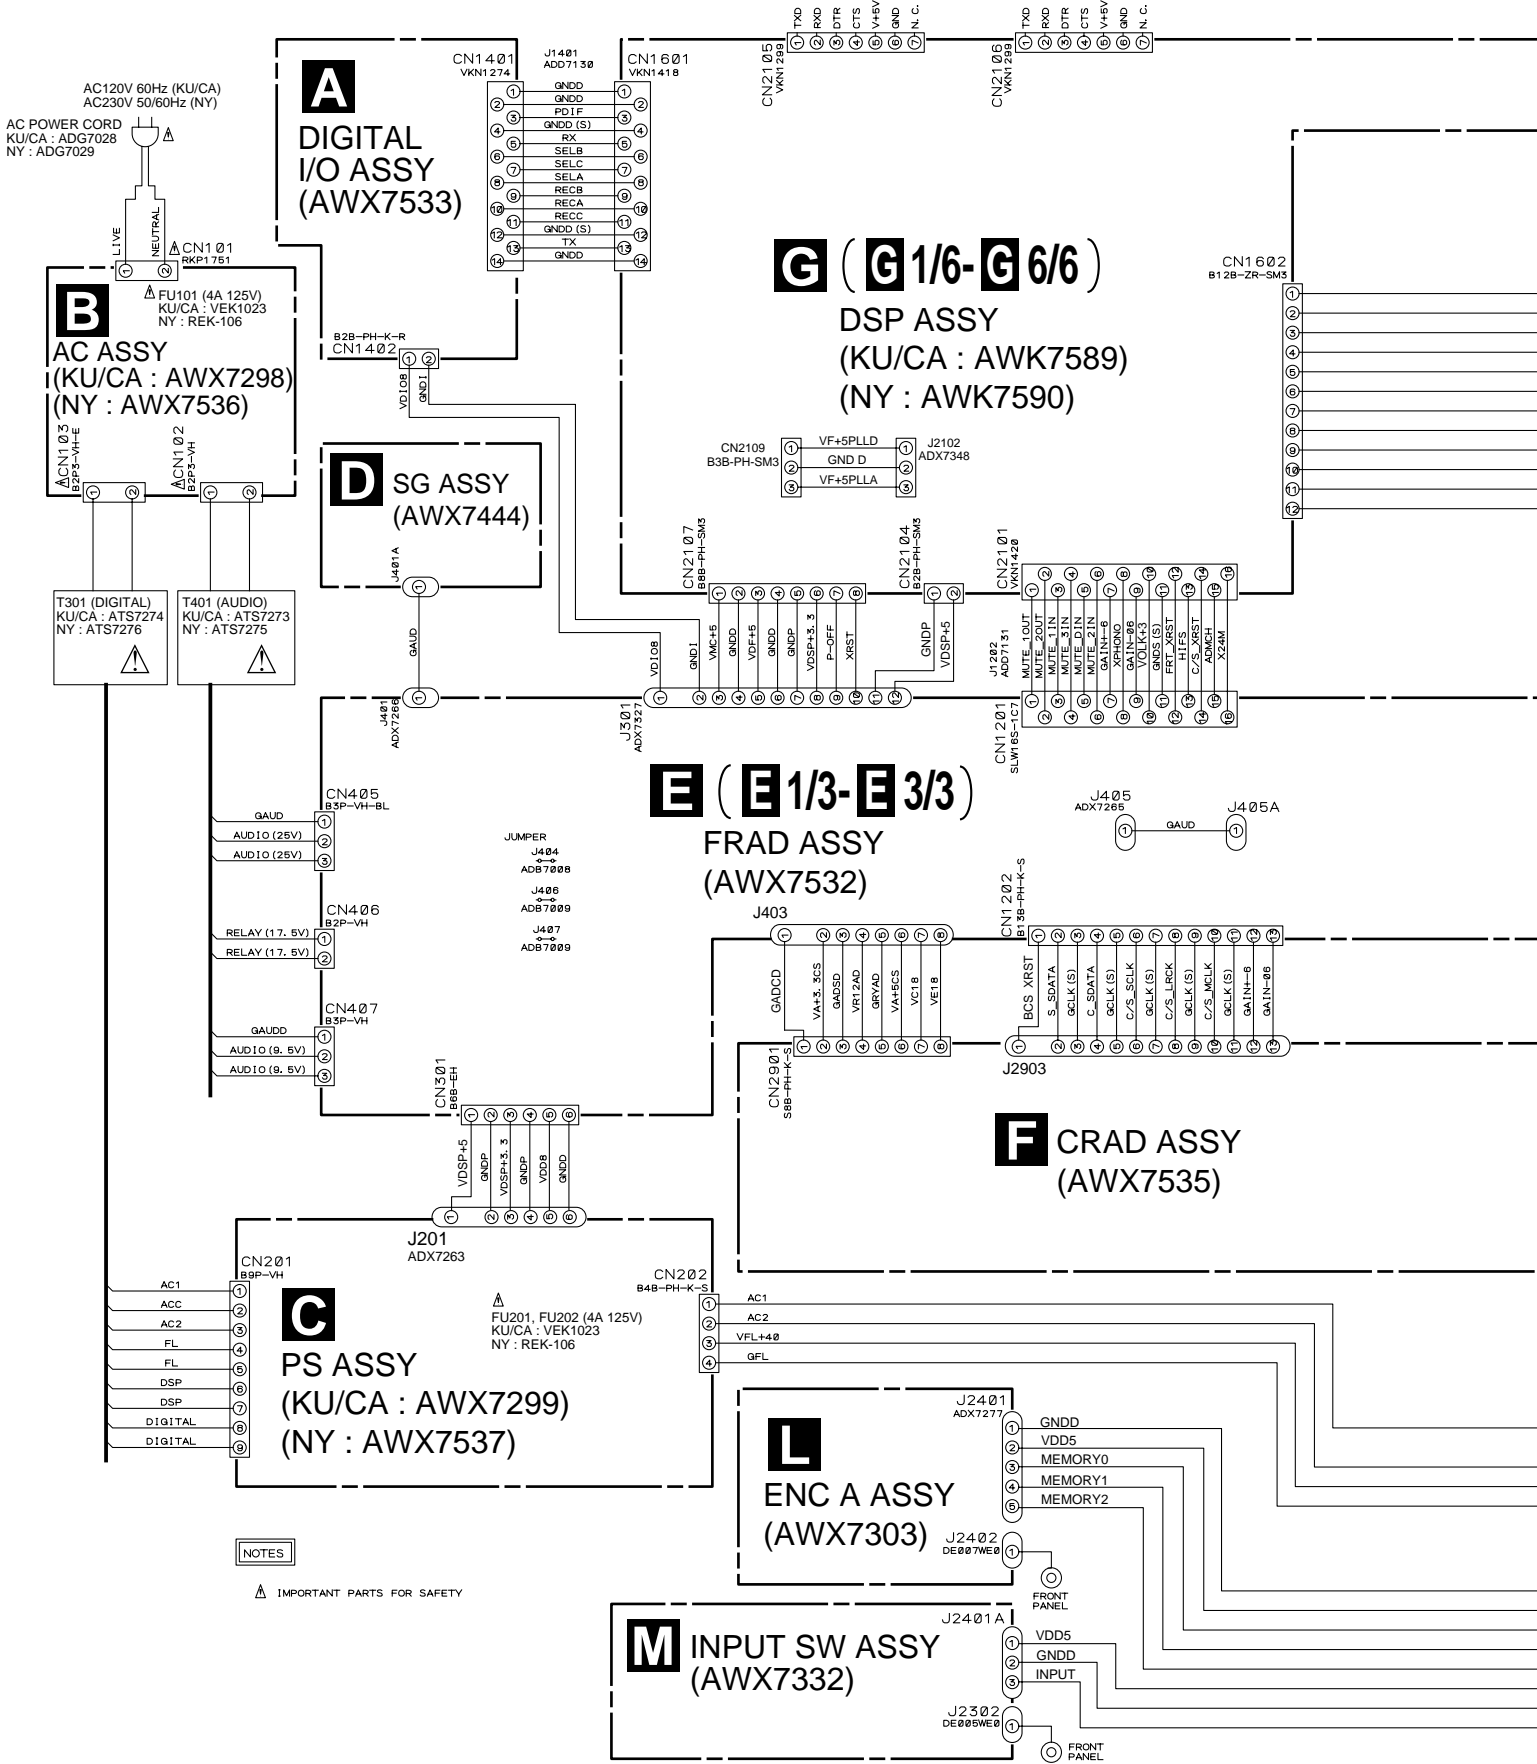 TXD
RXD
DTR
CTS
V+5V
GND
N. C.
CN2105
VKN1299
TXD
RXD
DTR
CTS
V+5V
GND
N. C.
CN2106
VKN1299
AC120V 60Hz (KU/CA)
AC230V 50/60Hz (NY)
AC POWER CORD
KU/CA : ADG7028
NY : ADG7029
LIVE
NEUTRAL
CN101
RKP1751
FU101 (4A 125V)
KU/CA : VEK1023
NY : REK-106
B
AC ASSY
(KU/CA : AWX7298)
(NY : AWX7536)
CN103
B2P3-VH-E
CN102
B2P3-VH
A
DIGITAL
I/O ASSY
(AWX7533)
CN1401
VKN1274
J1401
ADD7130
CN1601
VKN1418
GNDD
GNDD
PDIF
GNDD (S)
RX
SELB
SELC
SELA
RECB
RECA
RECC
GNDD (S)
TX
GNDD
B2B-PH-K-R
CN1402
VDIO8
GNDI
G ( G 1/6- G 6/6 )
DSP ASSY
(KU/CA : AWK7589)
(NY : AWK7590)
CN1602
B12B-ZR-SM3
CN2109
B3B-PH-SM3
VF+5PLLD
GND D
VF+5PLLA
J2102
ADX7348
D
SG ASSY
(AWX7444)
J401A
GAUD
J401
ADX7266
T301 (DIGITAL)
KU/CA : ATS7274
NY : ATS7276
T401 (AUDIO)
KU/CA : ATS7273
NY : ATS7275
CN2107
B8B-PH-SM3
CN2104
B2B-PH-SM3
CN2101
VKN1420
VDIO8
GNDI
VMC+5
GNDD
VDF+5
GNDD
GNDP
VDSP+3. 3
P-OFF
XRST
GNDP
VDSP+5
J301
ADX7327
J1202
ADD7131
MUTE_1OUT
MUTE_2OUT
MUTE_1IN
MUTE_3IN
MUTE_DIN
MUTE_2IN
GAIN+-6
XPHONO
GAIN-06
VOLK+3
GNDS (S)
FRT_XRST
HIFS
C/S_XRST
ADMCH
X24M
CN1201
SLW16S-1C7
E ( E 1/3- E 3/3 )
FRAD ASSY
(AWX7532)
J405
ADX7265
GAUD
J405A
CN405
B3P-VH-BL
GAUD
AUDIO (25V)
AUDIO (25V)
CN406
B2P-VH
RELAY (17. 5V)
RELAY (17. 5V)
CN407
B3P-VH
GAUDD
AUDIO (9. 5V)
AUDIO (9. 5V)
JUMPER
J404
ADB7008
J406
ADB7009
J407
ADB7009
J403
GADCD
VA+3. 3CS
GADSD
VR12AD
GRYAD
VA+5CS
VC18
VE18
CN2901
S8B-PH-K-S
CN1202
B13B-PH-K-S
BCS XRST
S_SDATA
GCLK (S)
C_SDATA
GCLK (S)
C/S_SCLK
GCLK (S)
C/S_LRCK
GCLK (S)
C/S_MCLK
GCLK (S)
GAIN+-6
GAIN-06
J2903
F
CRAD ASSY
(AWX7535)
CN301
B6B-EH
VDSP+5
GNDP
VDSP+3. 3
GNDP
VDD8
GNDD
J201
ADX7263
CN201
B9P-VH
AC1
ACC
AC2
FL
FL
DSP
DSP
DIGITAL
DIGITAL
C
PS ASSY
(KU/CA : AWX7299)
(NY : AWX7537)
FU201, FU202 (4A 125V)
KU/CA : VEK1023
NY : REK-106
CN202
B4B-PH-K-S
AC1
AC2
VFL+40
GFL
L
ENC A ASSY
(AWX7303)
J2401
ADX7277
GNDD
VDD5
MEMORY0
MEMORY1
MEMORY2
J2402
DE007WE0
FRONT
PANEL
NOTES
IMPORTANT PARTS FOR SAFETY
M
INPUT SW ASSY
(AWX7332)
J2401A
VDD5
GNDD
INPUT
J2302
DE005WE0
FRONT
PANEL